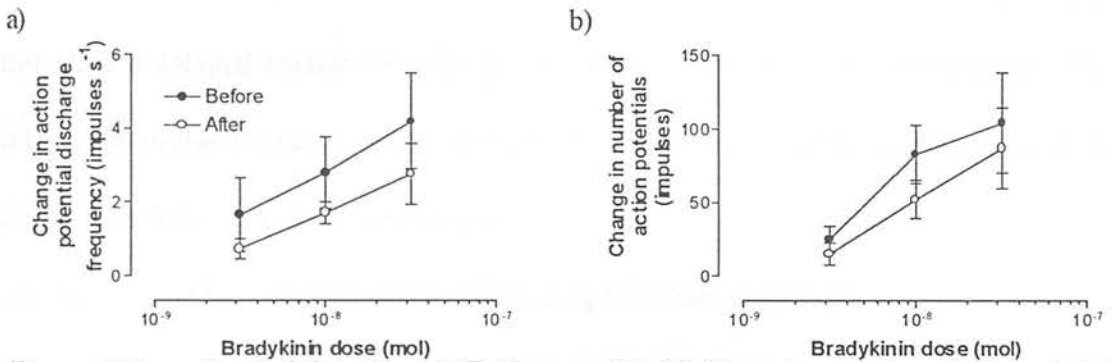 a)
Change in action
potential discharge
frequency (impulses s⁻¹)
6
4
2
0
Before
After
10⁻⁹
10⁻⁸
10⁻⁷
Bradykinin dose (mol)
b)
Change in number of
action potentials
(impulses)
150
100
50
0
10⁻⁹
10⁻⁸
10⁻⁷
Bradykinin dose (mol)